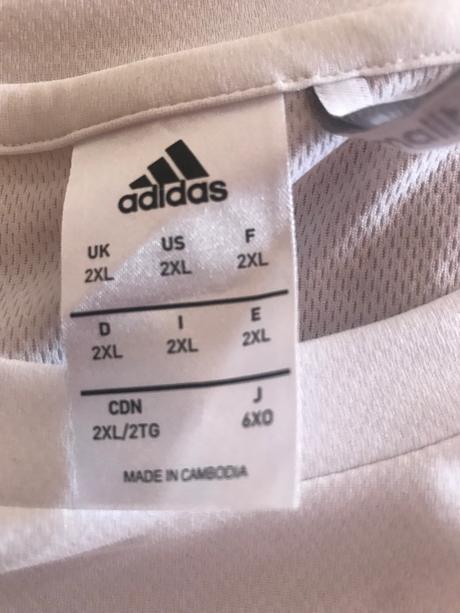 adidas
UK US F
2XL 2XL 2XL
D I E
2XL 2XL 2XL
CDN J
2XL/2TG 6XO
MADE IN CAMBODIA